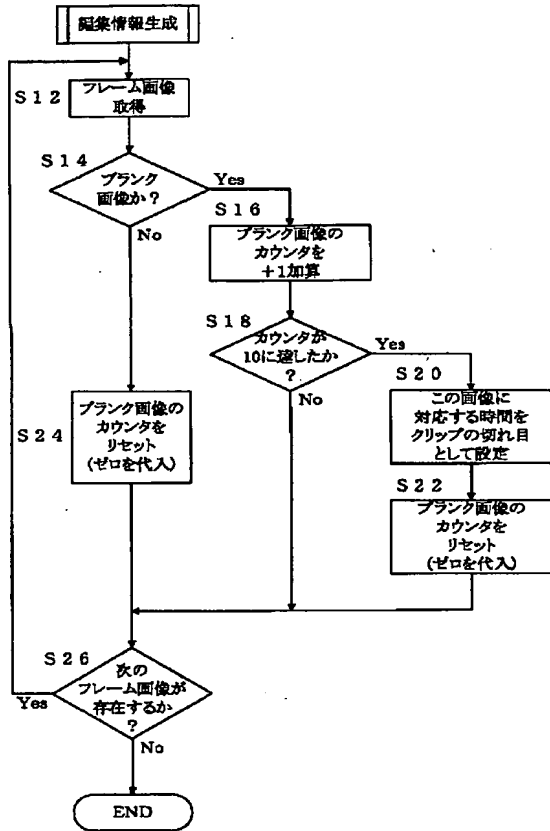 編集情報生成
S12
フレーム画像
取得
S14
ブランク
画像か?
Yes
No
S16
ブランク画像の
カウンタを
+1加算
S18
カウンタが
10に達したか
?
Yes
No
S20
この画像に
対応する時間を
クリップの切れ目
として設定
S22
ブランク画像の
カウンタを
リセット
(ゼロを代入)
S24
ブランク画像の
カウンタを
リセット
(ゼロを代入)
S26
次の
フレーム画像が
存在するか
?
Yes
No
END